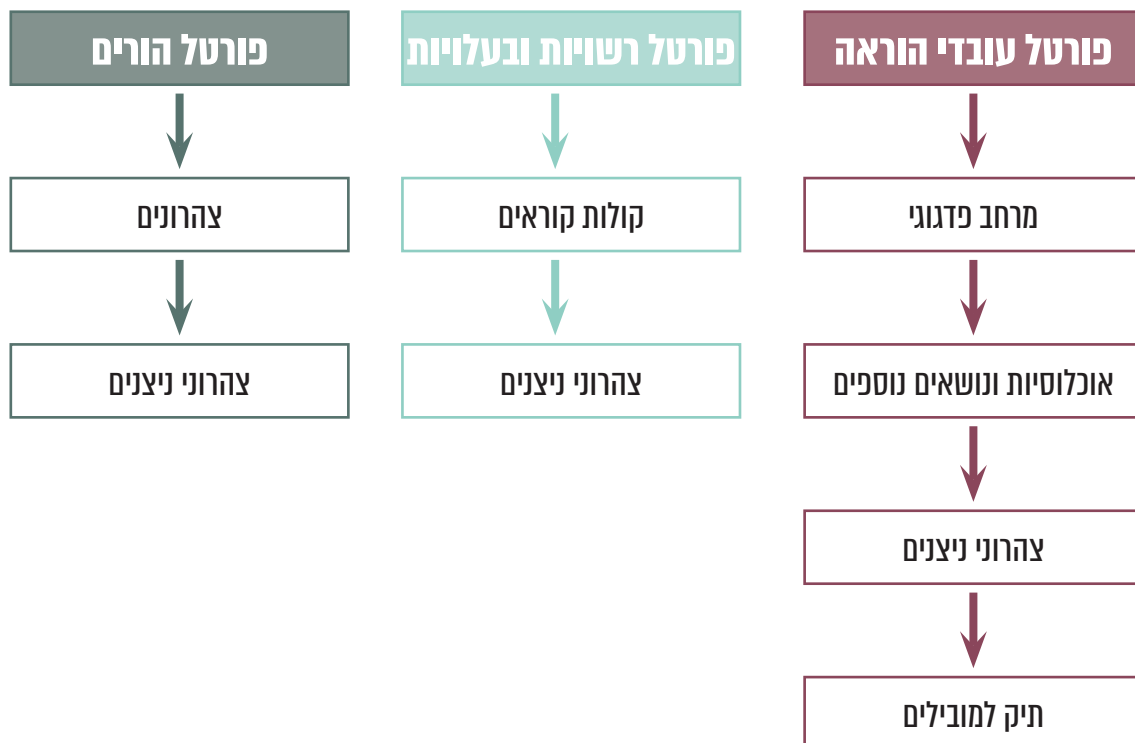 פורטל עובדי הוראה
מרחב פדגוגי
אוכלוסיות ונושאים נוספים
צהרוני ניצנים
תיק למובילים
פורטל רשויות ובעלויות
קולות קוראים
צהרוני ניצנים
פורטל הורים
צהרונים
צהרוני ניצנים